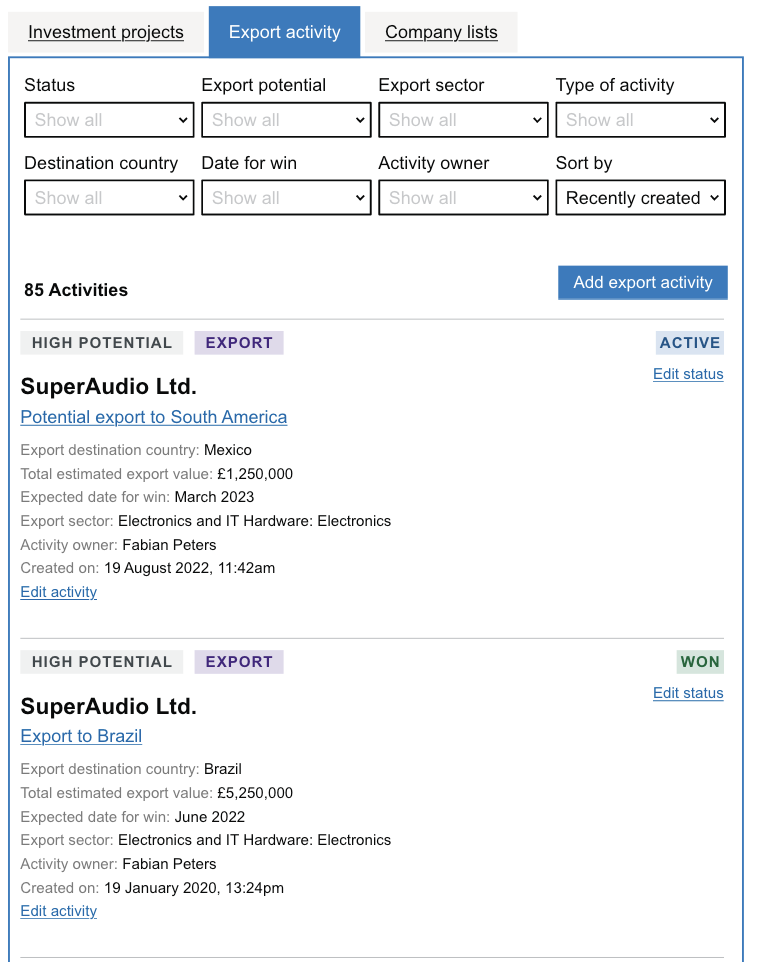 Investment projects Export activity Company lists
Status Export potential Export sector Type of activity
Show all Show all Show all Show all
Destination country Date for win Activity owner Sort by
Show all Show all Show all Recently created
85 Activities Add export activity
HIGH POTENTIAL EXPORT ACTIVE
Edit status
SuperAudio Ltd.
Potential export to South America
Export destination country: Mexico
Total estimated export value: £1,250,000
Expected date for win: March 2023
Export sector: Electronics and IT Hardware: Electronics
Activity owner: Fabian Peters
Created on: 19 August 2022, 11:42am
Edit activity
HIGH POTENTIAL EXPORT WON
Edit status
SuperAudio Ltd.
Export to Brazil
Export destination country: Brazil
Total estimated export value: £5,250,000
Expected date for win: June 2022
Export sector: Electronics and IT Hardware: Electronics
Activity owner: Fabian Peters
Created on: 19 January 2020, 13:24pm
Edit activity